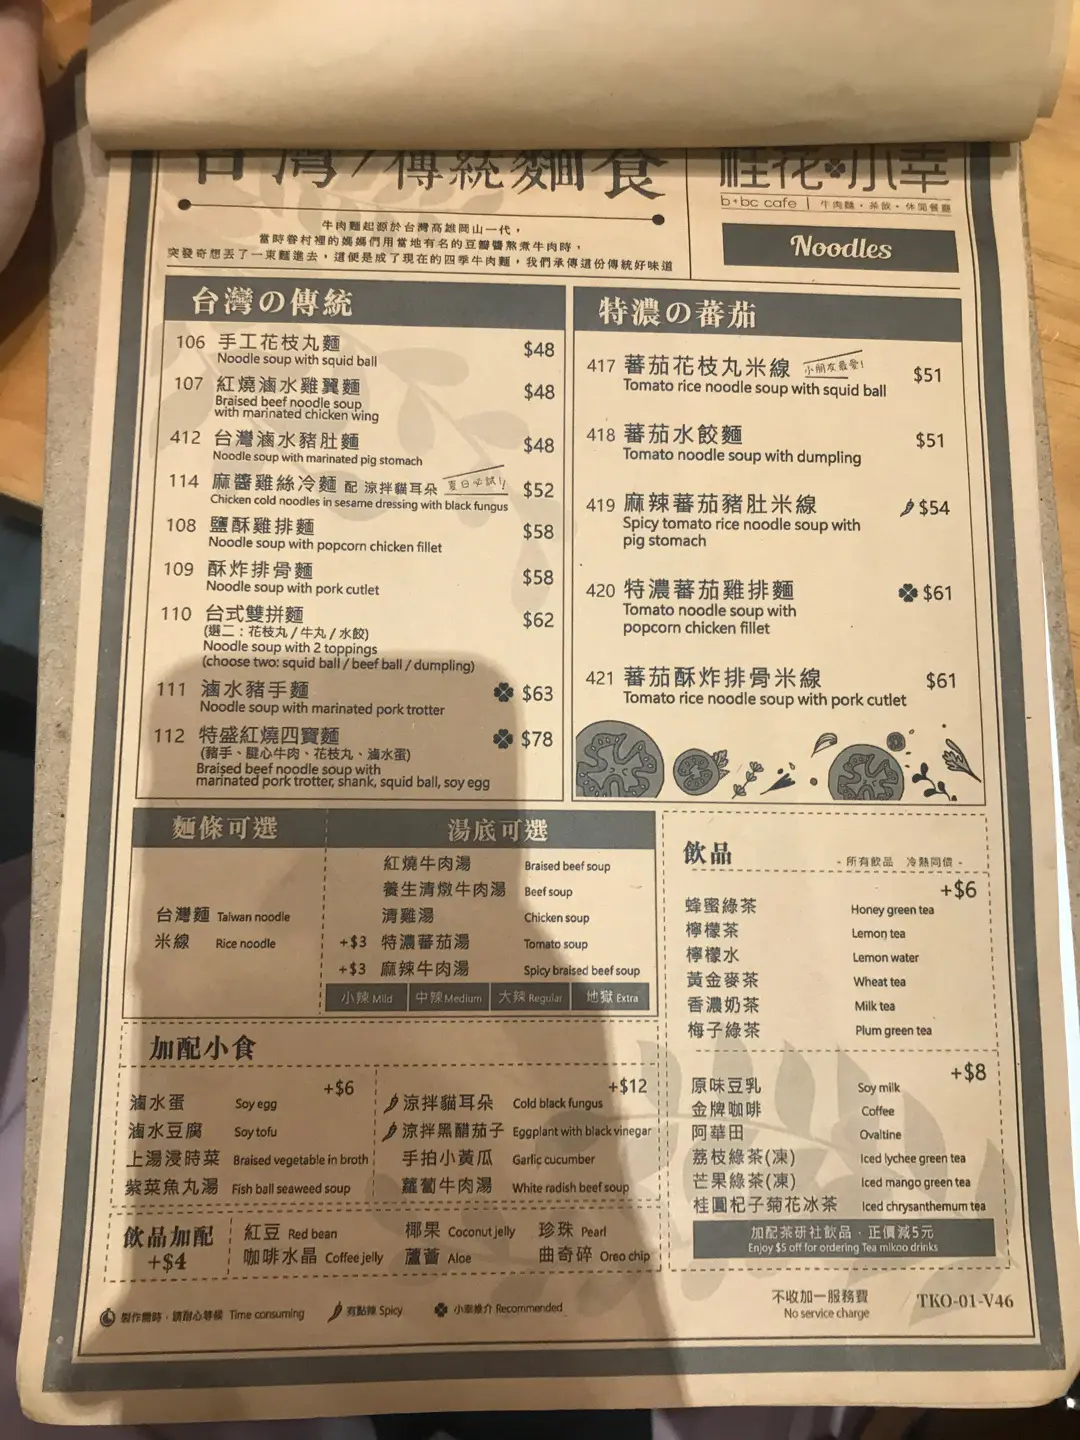 台灣/傳統麵食
牛肉麵起源於台灣高雄岡山一代，
當時眷村裡的媽媽們用當地有名的豆瓣醬熬煮牛肉時，
突發奇想丟了一束麵進去，這便是成了現在的四季牛肉麵，我們承傳這份傳統好味道
桂花小幸
b+bc cafe | 牛肉麵・茶飲・休閒餐廳
Noodles
台灣の傳統
106 手工花枝丸麵 $48
Noodle soup with squid ball
107 紅燒滷水雞翼麵 $48
Braised beef noodle soup
with marinated chicken wing
412 台灣滷水豬肚麵 $48
Noodle soup with marinated pig stomach
114 麻醬雞絲冷麵 配 涼拌貓耳朵 夏日必試! $52
Chicken cold noodles in sesame dressing with black fungus
108 鹽酥雞排麵 $58
Noodle soup with popcorn chicken fillet
109 酥炸排骨麵 $58
Noodle soup with pork cutlet
110 台式雙拼麵 $62
(選二：花枝丸 / 牛丸 / 水餃)
Noodle soup with 2 toppings
(choose two: squid ball / beef ball / dumpling)
111 滷水豬手麵 $63
Noodle soup with marinated pork trotter
112 特盛紅燒四寶麵 $78
(豬手、腱心牛肉、花枝丸、滷水蛋)
Braised beef noodle soup with
marinated pork trotter, shank, squid ball, soy egg
特濃の蕃茄
417 蕃茄花枝丸米線 小朋友最愛! $51
Tomato rice noodle soup with squid ball
418 蕃茄水餃麵 $51
Tomato noodle soup with dumpling
419 麻辣蕃茄豬肚米線 $54
Spicy tomato rice noodle soup with
pig stomach
420 特濃蕃茄雞排麵 $61
Tomato noodle soup with
popcorn chicken fillet
421 蕃茄酥炸排骨米線 $61
Tomato rice noodle soup with pork cutlet
麵條可選
台灣麵 Taiwan noodle
米線 Rice noodle
湯底可選
紅燒牛肉湯 Braised beef soup
養生清燉牛肉湯 Beef soup
清雞湯 Chicken soup
+$3 特濃蕃茄湯 Tomato soup
+$3 麻辣牛肉湯 Spicy braised beef soup
小辣 Mild 中辣 Medium 大辣 Regular 地獄 Extra
飲品 - 所有飲品 冷熱同價 -
+$6
蜂蜜綠茶 Honey green tea
檸檬茶 Lemon tea
檸檬水 Lemon water
黃金麥茶 Wheat tea
香濃奶茶 Milk tea
梅子綠茶 Plum green tea
+$8
原味豆乳 Soy milk
金牌咖啡 Coffee
阿華田 Ovaltine
荔枝綠茶(凍) Iced lychee green tea
芒果綠茶(凍) Iced mango green tea
桂圓杞子菊花冰茶 Iced chrysanthemum tea
加配茶研社飲品，正價減5元
Enjoy $5 off for ordering Tea mikoo drinks
加配小食
+$6
滷水蛋 Soy egg
滷水豆腐 Soy tofu
上湯浸時菜 Braised vegetable in broth
紫菜魚丸湯 Fish ball seaweed soup
+$12
涼拌貓耳朵 Cold black fungus
涼拌黑醋茄子 Eggplant with black vinegar
手拍小黃瓜 Garlic cucumber
蘿蔔牛肉湯 White radish beef soup
飲品加配
+$4
紅豆 Red bean 椰果 Coconut jelly 珍珠 Pearl
咖啡水晶 Coffee jelly 蘆薈 Aloe 曲奇碎 Oreo chip
製作需時，請耐心等候 Time consuming 有點辣 Spicy 小幸推介 Recommended
不收加一服務費
No service charge
TKO-01-V46